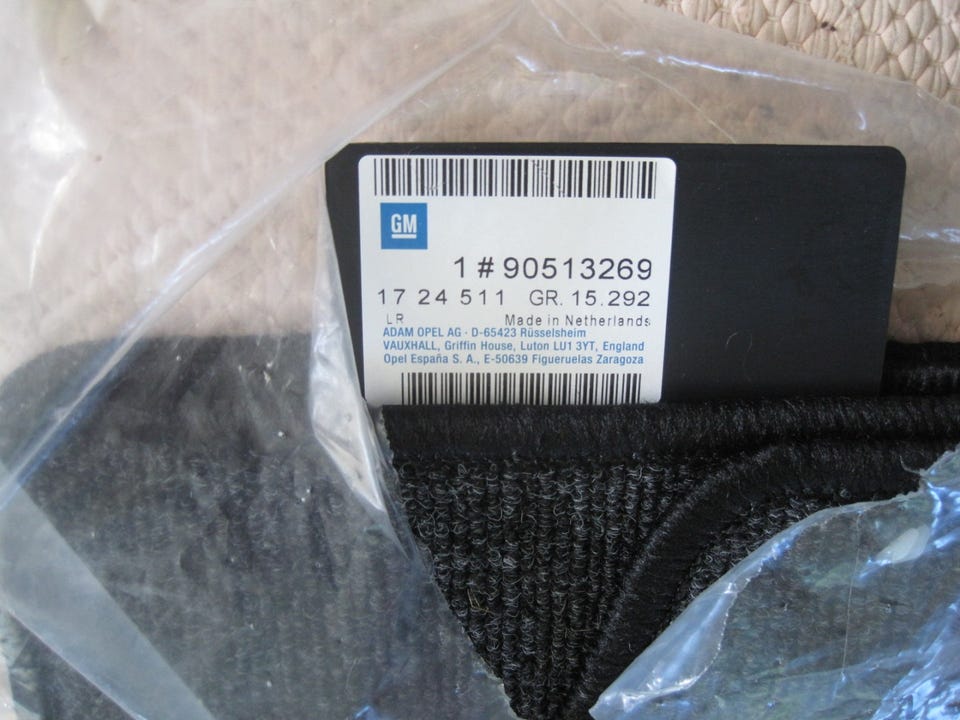 GM
1 # 90513269
17 24 511 GR. 15.292
LR Made in Netherlands
ADAM OPEL AG · D-65423 Rüsselsheim
VAUXHALL, Griffin House, Luton LU1 3YT, England
Opel España S. A., E-50639 Figueruelas Zaragoza